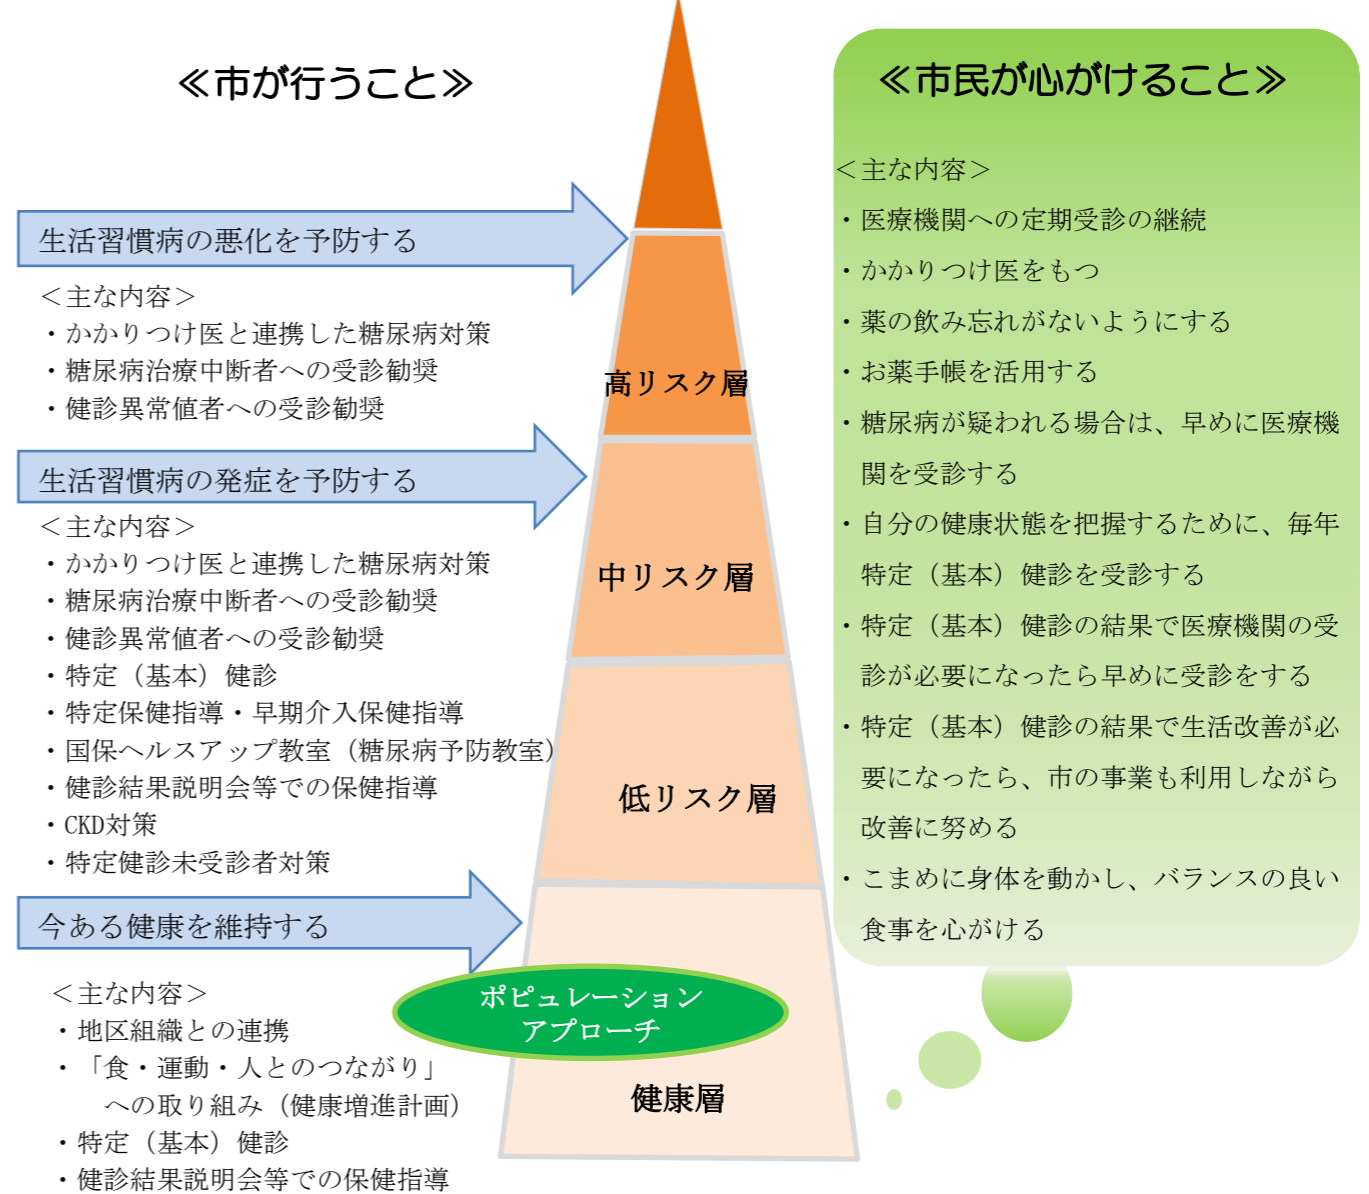 ≪市が行うこと≫
生活習慣病の悪化を予防する
＜主な内容＞
・かかりつけ医と連携した糖尿病対策
・糖尿病治療中断者への受診勧奨
・健診異常値者への受診勧奨
生活習慣病の発症を予防する
＜主な内容＞
・かかりつけ医と連携した糖尿病対策
・糖尿病治療中断者への受診勧奨
・健診異常値者への受診勧奨
・特定（基本）健診
・特定保健指導・早期介入保健指導
・国保ヘルスアップ教室（糖尿病予防教室）
・健診結果説明会等での保健指導
・CKD対策
・特定健診未受診者対策
今ある健康を維持する
＜主な内容＞
・地区組織との連携
・「食・運動・人とのつながり」
への取り組み（健康増進計画）
・特定（基本）健診
・健診結果説明会等での保健指導
高リスク層
中リスク層
低リスク層
ポピュレーション
アプローチ
健康層
≪市民が心がけること≫
＜主な内容＞
・医療機関への定期受診の継続
・かかりつけ医をもつ
・薬の飲み忘れがないようにする
・お薬手帳を活用する
・糖尿病が疑われる場合は、早めに医療機
関を受診する
・自分の健康状態を把握するために、毎年
特定（基本）健診を受診する
・特定（基本）健診の結果で医療機関の受
診が必要になったら早めに受診をする
・特定（基本）健診の結果で生活改善が必
要になったら、市の事業も利用しながら
改善に努める
・こまめに身体を動かし、バランスの良い
食事を心がける